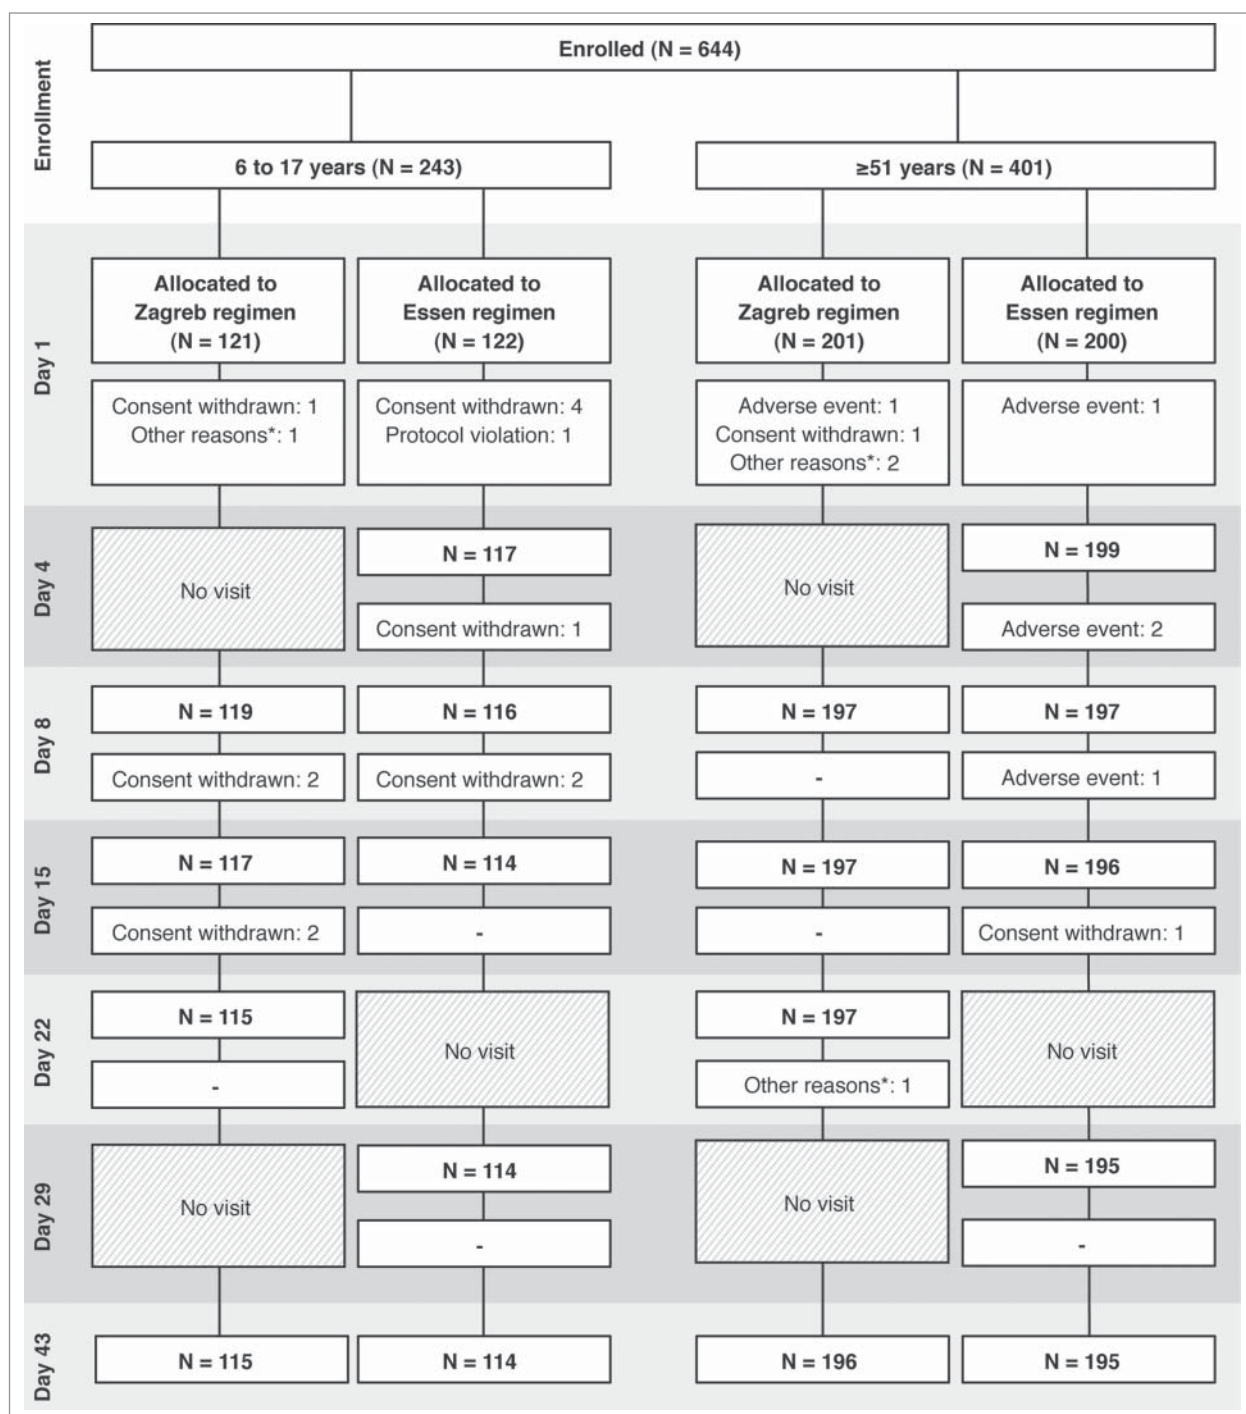 Enrollment
Enrolled (N = 644)
6 to 17 years (N = 243)
≥51 years (N = 401)
Day 1
Allocated to
Zagreb regimen
(N = 121)
Allocated to
Essen regimen
(N = 122)
Allocated to
Zagreb regimen
(N = 201)
Allocated to
Essen regimen
(N = 200)
Consent withdrawn: 1
Other reasons*: 1
Consent withdrawn: 4
Protocol violation: 1
Adverse event: 1
Consent withdrawn: 1
Other reasons*: 2
Adverse event: 1
Day 4
No visit
N = 117
Consent withdrawn: 1
No visit
N = 199
Adverse event: 2
Day 8
N = 119
N = 116
N = 197
N = 197
Consent withdrawn: 2
Consent withdrawn: 2
-
Adverse event: 1
Day 15
N = 117
N = 114
N = 197
N = 196
Consent withdrawn: 2
-
-
Consent withdrawn: 1
Day 22
N = 115
-
No visit
N = 197
Other reasons*: 1
No visit
Day 29
No visit
N = 114
-
No visit
N = 195
-
Day 43
N = 115
N = 114
N = 196
N = 195